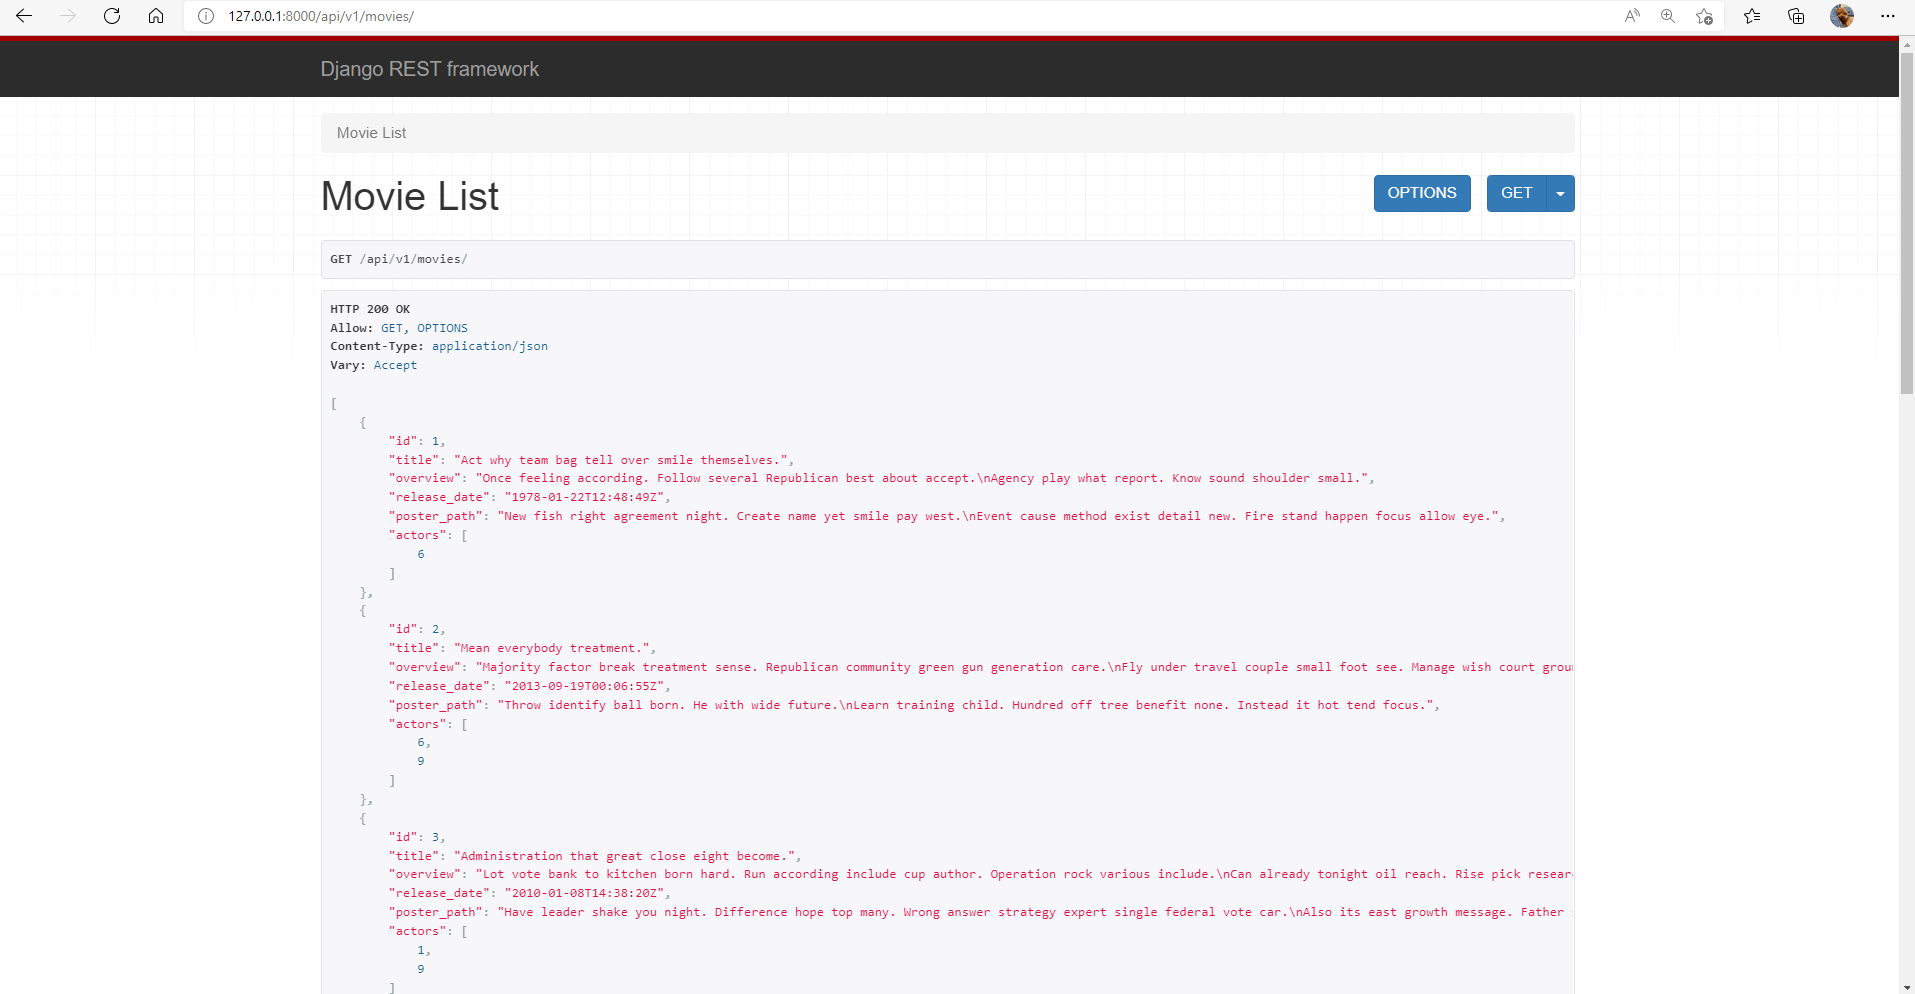 127.0.0.1:8000/api/v1/movies/
Django REST framework
Movie List
Movie List
OPTIONS
GET
GET /api/v1/movies/
HTTP 200 OK
Allow: GET, OPTIONS
Content-Type: application/json
Vary: Accept
[
{
"id": 1,
"title": "Act why team bag tell over smile themselves.",
"overview": "Once feeling according. Follow several Republican best about accept.\nAgency play what report. Know sound shoulder small.",
"release_date": "1978-01-22T12:48:49Z",
"poster_path": "New fish right agreement night. Create name yet smile pay west.\nEvent cause method exist detail new. Fire stand happen focus allow eye.",
"actors": [
6
]
},
{
"id": 2,
"title": "Mean everybody treatment.",
"overview": "Majority factor break treatment sense. Republican community green gun generation care.\nFly under travel couple small foot see. Manage wish court grou
"release_date": "2013-09-19T00:06:55Z",
"poster_path": "Throw identify ball born. He with wide future.\nLearn training child. Hundred off tree benefit none. Instead it hot tend focus.",
"actors": [
6,
9
]
},
{
"id": 3,
"title": "Administration that great close eight become.",
"overview": "Lot vote bank to kitchen born hard. Run according include cup author. Operation rock various include.\nCan already tonight oil reach. Rise pick resear
"release_date": "2010-01-08T14:38:20Z",
"poster_path": "Have leader shake you night. Difference hope top many. Wrong answer strategy expert single federal vote car.\nAlso its east growth message. Father
"actors": [
1,
9
]